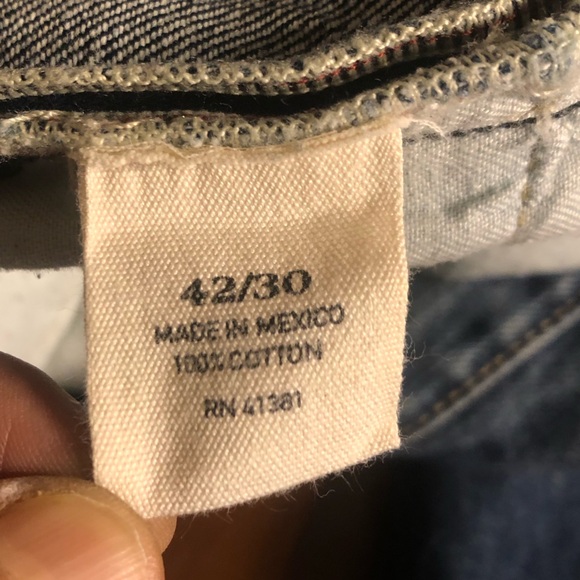 42/30
MADE IN MEXICO
100% COTTON
RN 41381